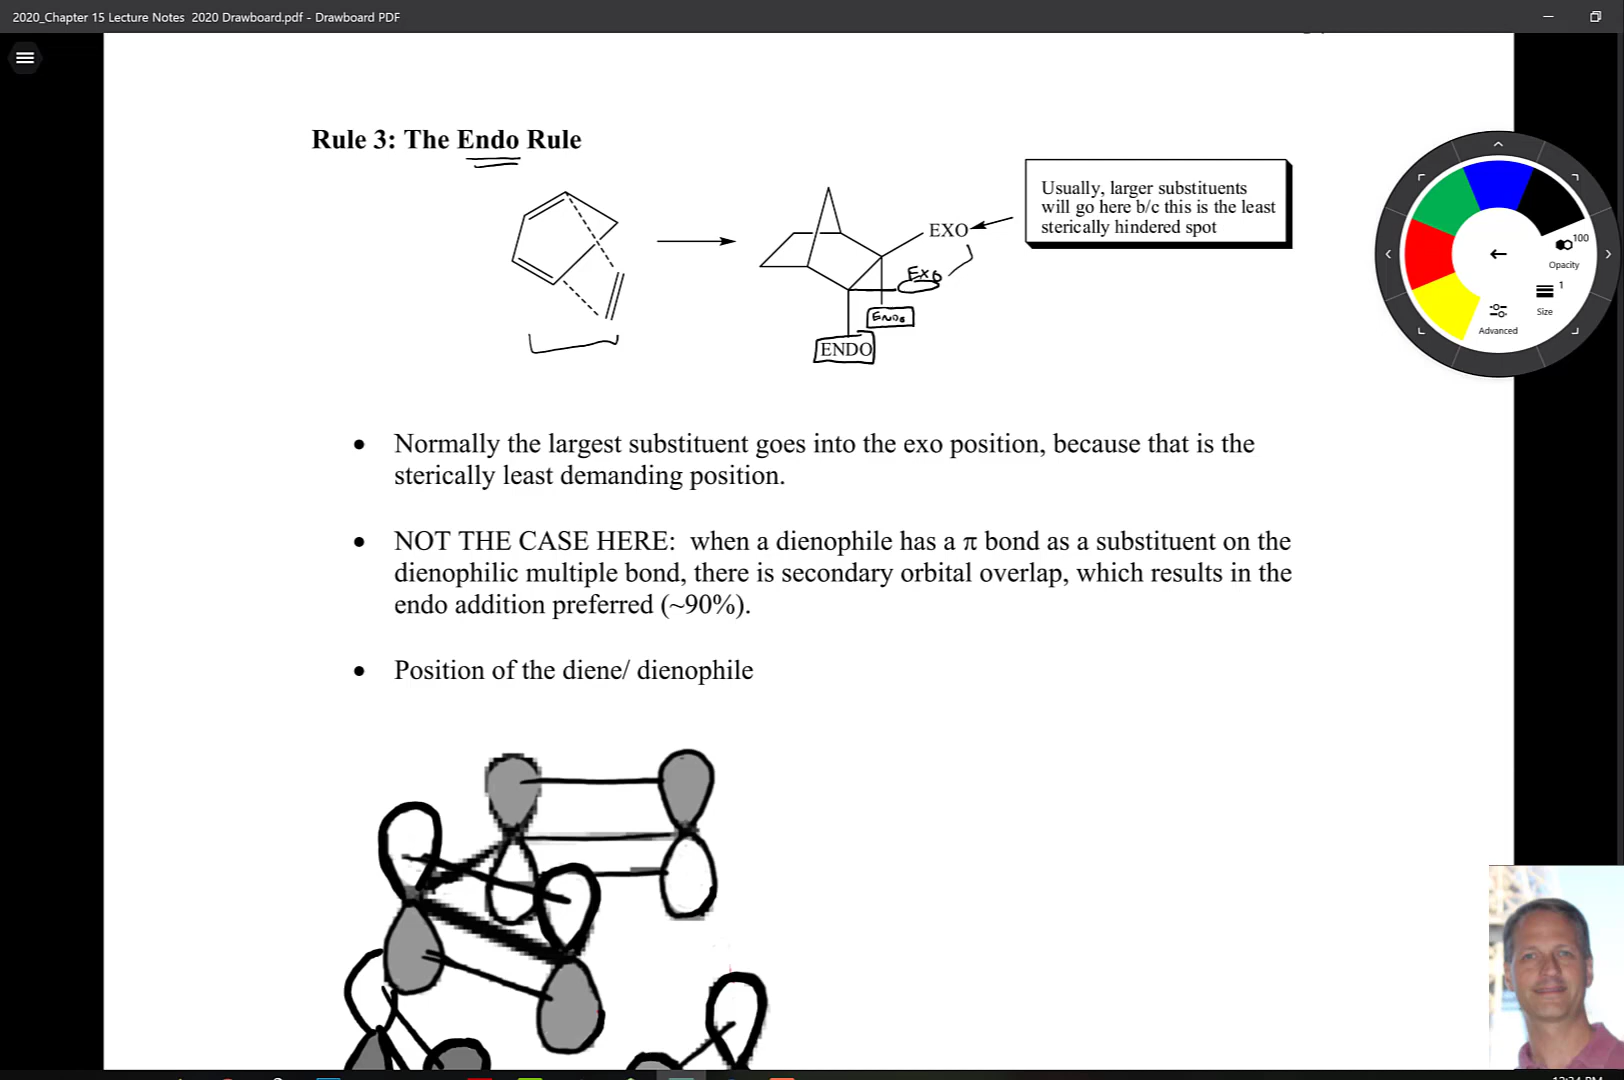 2020_Chapter 15 Lecture Notes  2020 Drawboard.pdf - Drawboard PDF
Rule 3: The Endo Rule
Usually, larger substituents
will go here b/c this is the least
sterically hindered spot
EXO
EXO
ENDO
ENDO
100
Opacity
1
Size
Advanced
• Normally the largest substituent goes into the exo position, because that is the
sterically least demanding position.
• NOT THE CASE HERE:  when a dienophile has a π bond as a substituent on the
dienophilic multiple bond, there is secondary orbital overlap, which results in the
endo addition preferred (~90%).
• Position of the diene/ dienophile